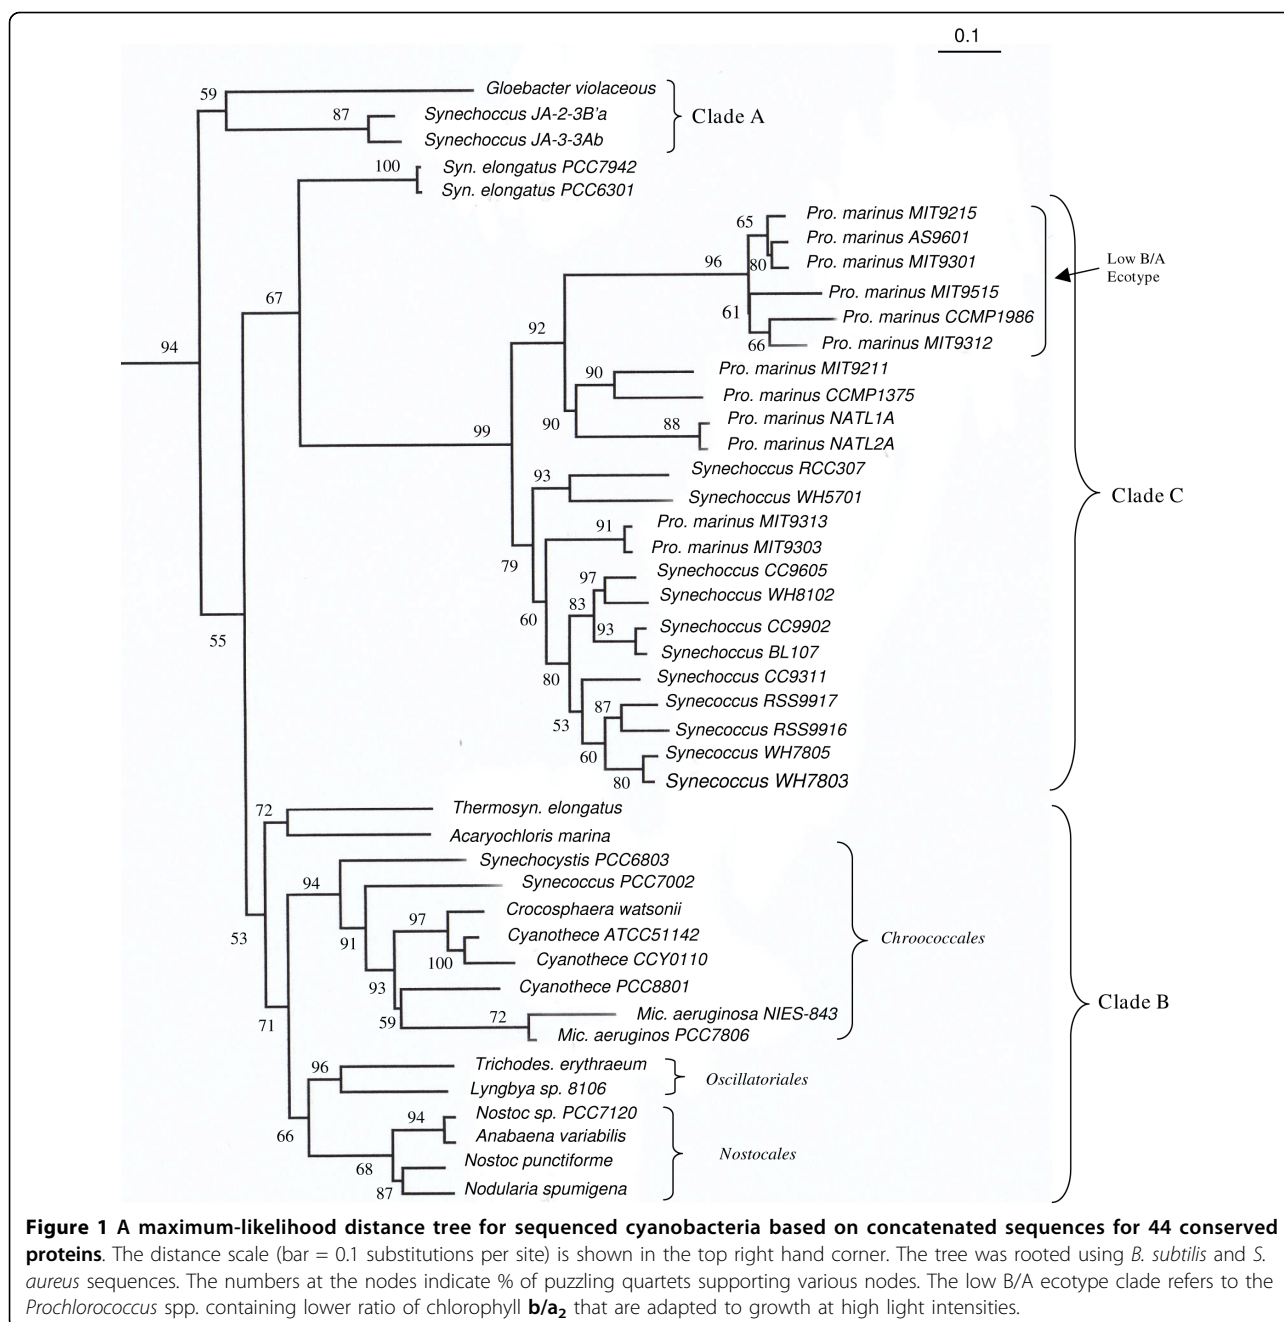 0.1
59
Gloebacter violaceous
87
Synechoccus JA-2-3B'a
Clade A
Synechoccus JA-3-3Ab
100
Syn. elongatus PCC7942
Syn. elongatus PCC6301
65
Pro. marinus MIT9215
Pro. marinus AS9601
96
80
Pro. marinus MIT9301
Low B/A
Ecotype
Pro. marinus MIT9515
67
61
Pro. marinus CCMP1986
92
66
Pro. marinus MIT9312
94
90
Pro. marinus MIT9211
Pro. marinus CCMP1375
90
88
Pro. marinus NATL1A
99
Pro. marinus NATL2A
93
Synechoccus RCC307
Synechoccus WH5701
Clade C
91
Pro. marinus MIT9313
Pro. marinus MIT9303
79
97
Synechoccus CC9605
Synechoccus WH8102
83
60
93
Synechoccus CC9902
55
Synechoccus BL107
80
Synechoccus CC9311
87
Synecoccus RSS9917
53
Synecoccus RSS9916
60
Synecoccus WH7805
80
Synecoccus WH7803
72
Thermosyn. elongatus
Acaryochloris marina
Synechocystis PCC6803
94
Synecoccus PCC7002
97
Crocosphaera watsonii
53
91
Cyanothece ATCC51142
Chroococcales
100
Cyanothece CCY0110
93
Cyanothece PCC8801
Clade B
71
59
72
Mic. aeruginosa NIES-843
Mic. aeruginos PCC7806
96
Trichodes. erythraeum
Oscillatoriales
Lyngbya sp. 8106
94
Nostoc sp. PCC7120
66
Anabaena variabilis
Nostocales
68
Nostoc punctiforme
87
Nodularia spumigena
Figure 1 A maximum-likelihood distance tree for sequenced cyanobacteria based on concatenated sequences for 44 conserved
proteins. The distance scale (bar = 0.1 substitutions per site) is shown in the top right hand corner. The tree was rooted using B. subtilis and S.
aureus sequences. The numbers at the nodes indicate % of puzzling quartets supporting various nodes. The low B/A ecotype clade refers to the
Prochlorococcus spp. containing lower ratio of chlorophyll b/a₂ that are adapted to growth at high light intensities.